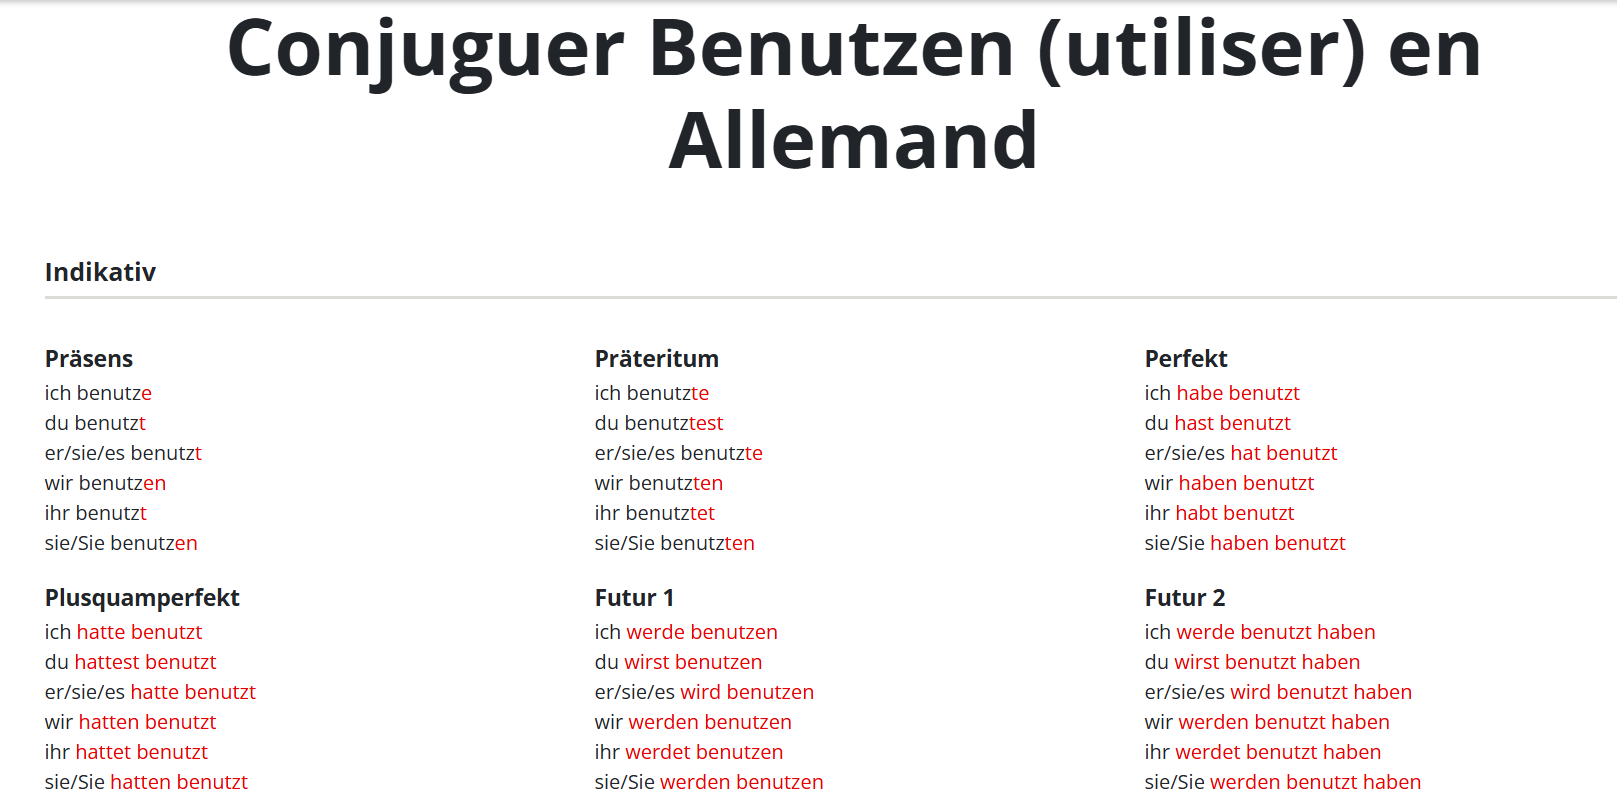 Conjuguer Benutzen (utiliser) en
Allemand
Indikativ
Präsens
ich benutze
du benutzt
er/sie/es benutzt
wir benutzen
ihr benutzt
sie/Sie benutzen
Präteritum
ich benutzte
du benutztest
er/sie/es benutzte
wir benutzten
ihr benutztet
sie/Sie benutzten
Perfekt
ich habe benutzt
du hast benutzt
er/sie/es hat benutzt
wir haben benutzt
ihr habt benutzt
sie/Sie haben benutzt
Plusquamperfekt
ich hatte benutzt
du hattest benutzt
er/sie/es hatte benutzt
wir hatten benutzt
ihr hattet benutzt
sie/Sie hatten benutzt
Futur 1
ich werde benutzen
du wirst benutzen
er/sie/es wird benutzen
wir werden benutzen
ihr werdet benutzen
sie/Sie werden benutzen
Futur 2
ich werde benutzt haben
du wirst benutzt haben
er/sie/es wird benutzt haben
wir werden benutzt haben
ihr werdet benutzt haben
sie/Sie werden benutzt haben